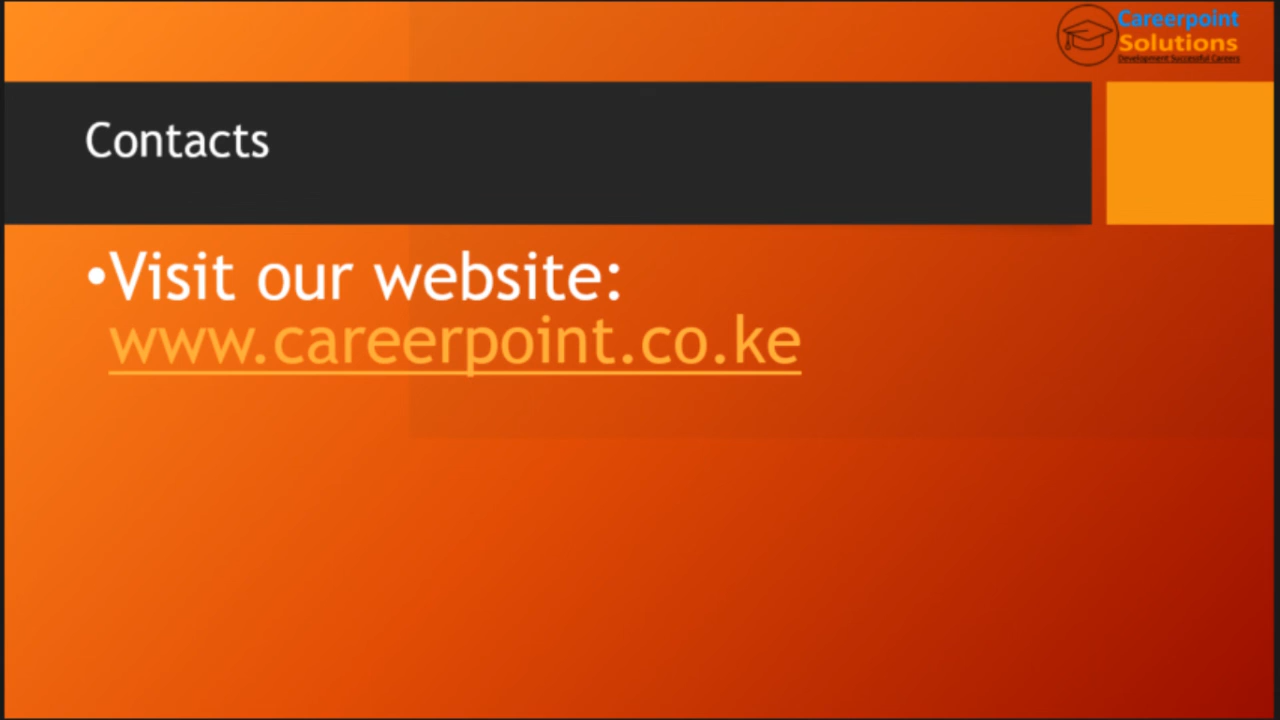 Careerpoint
Solutions
Development Successful Careers
Contacts
•Visit our website:
www.careerpoint.co.ke